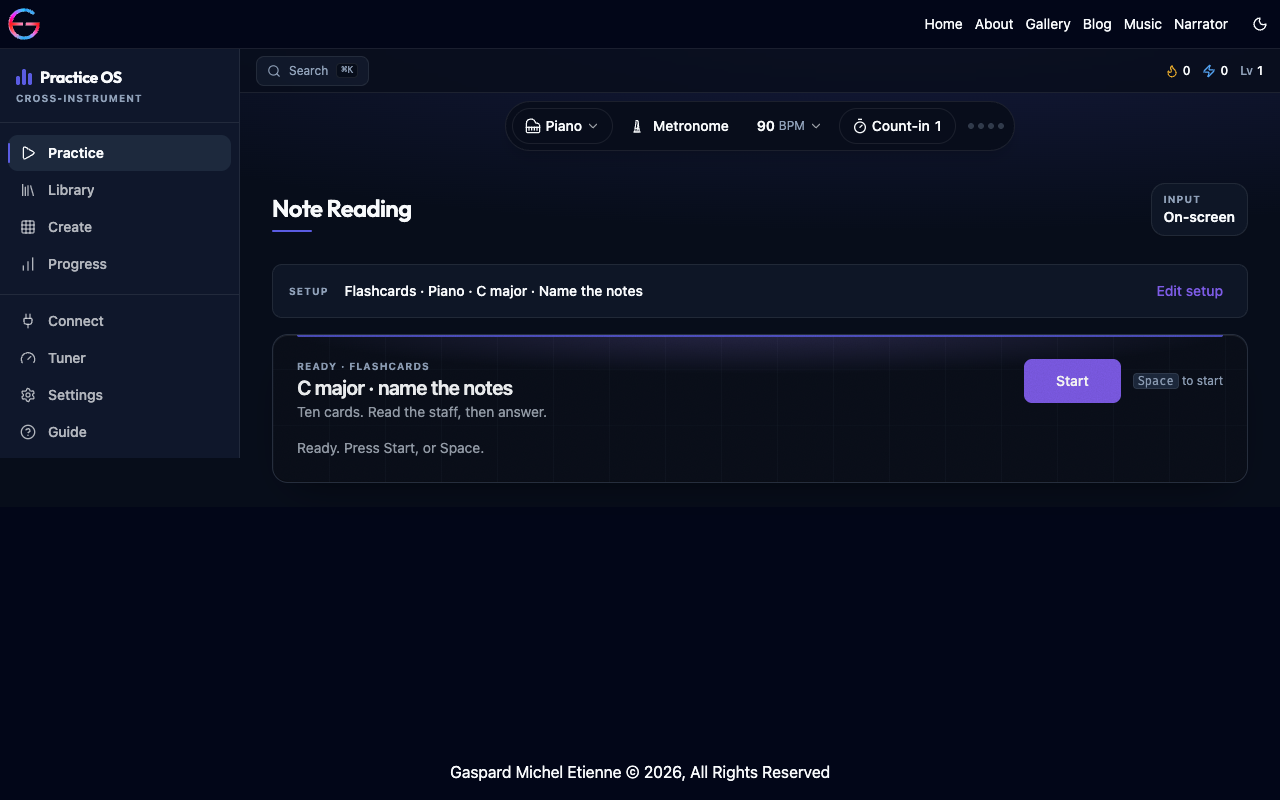 Home About Gallery Blog Music Narrator
Practice OS
CROSS-INSTRUMENT
Search ⌘K
0 0 Lv 1
Piano Metronome 90 BPM Count-in 1
Practice
Library
Create
Progress
Connect
Tuner
Settings
Guide
Note Reading
INPUT
On-screen
SETUP Flashcards · Piano · C major · Name the notes Edit setup
READY · FLASHCARDS
C major · name the notes
Ten cards. Read the staff, then answer.
Start Space to start
Ready. Press Start, or Space.
Gaspard Michel Etienne © 2026, All Rights Reserved